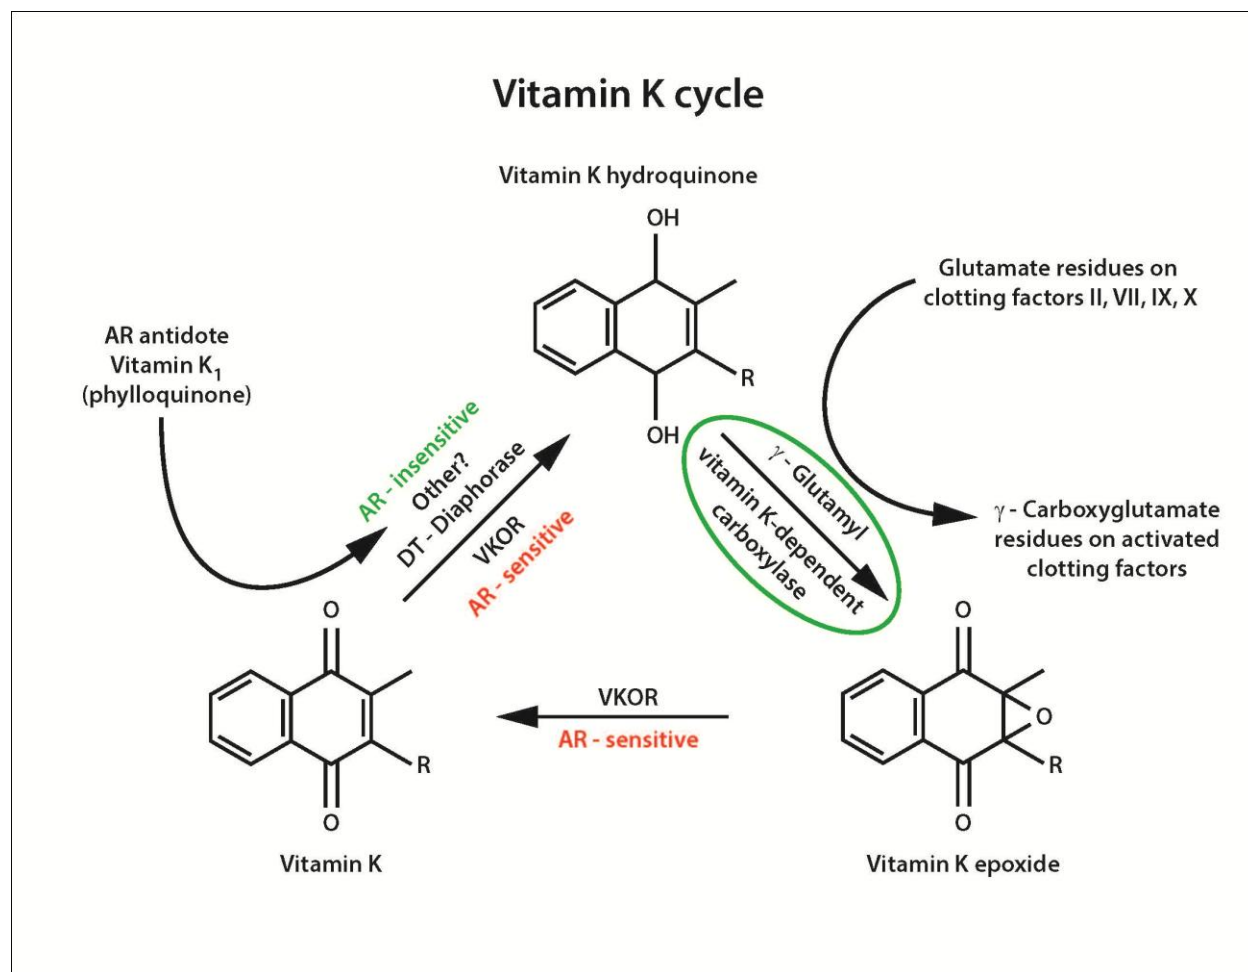 Vitamin K cycle
Vitamin K hydroquinone
OH
R
OH
Glutamate residues on
clotting factors II, VII, IX, X
AR antidote
Vitamin K₁
(phylloquinone)
AR - insensitive
Other?
DT - Diaphorase
VKOR
AR - sensitive
γ - Glutamyl
vitamin K-dependent
carboxylase
γ - Carboxyglutamate
residues on activated
clotting factors
O
R
O
Vitamin K
VKOR
AR - sensitive
O
O
R
O
Vitamin K epoxide